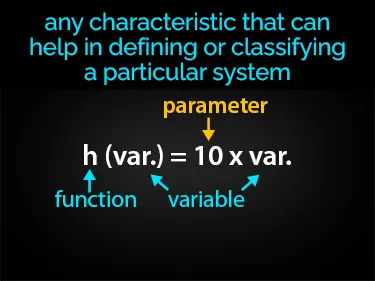 any characteristic that can
help in defining or classifying
a particular system
parameter
h (var.) = 10 x var.
function
variable